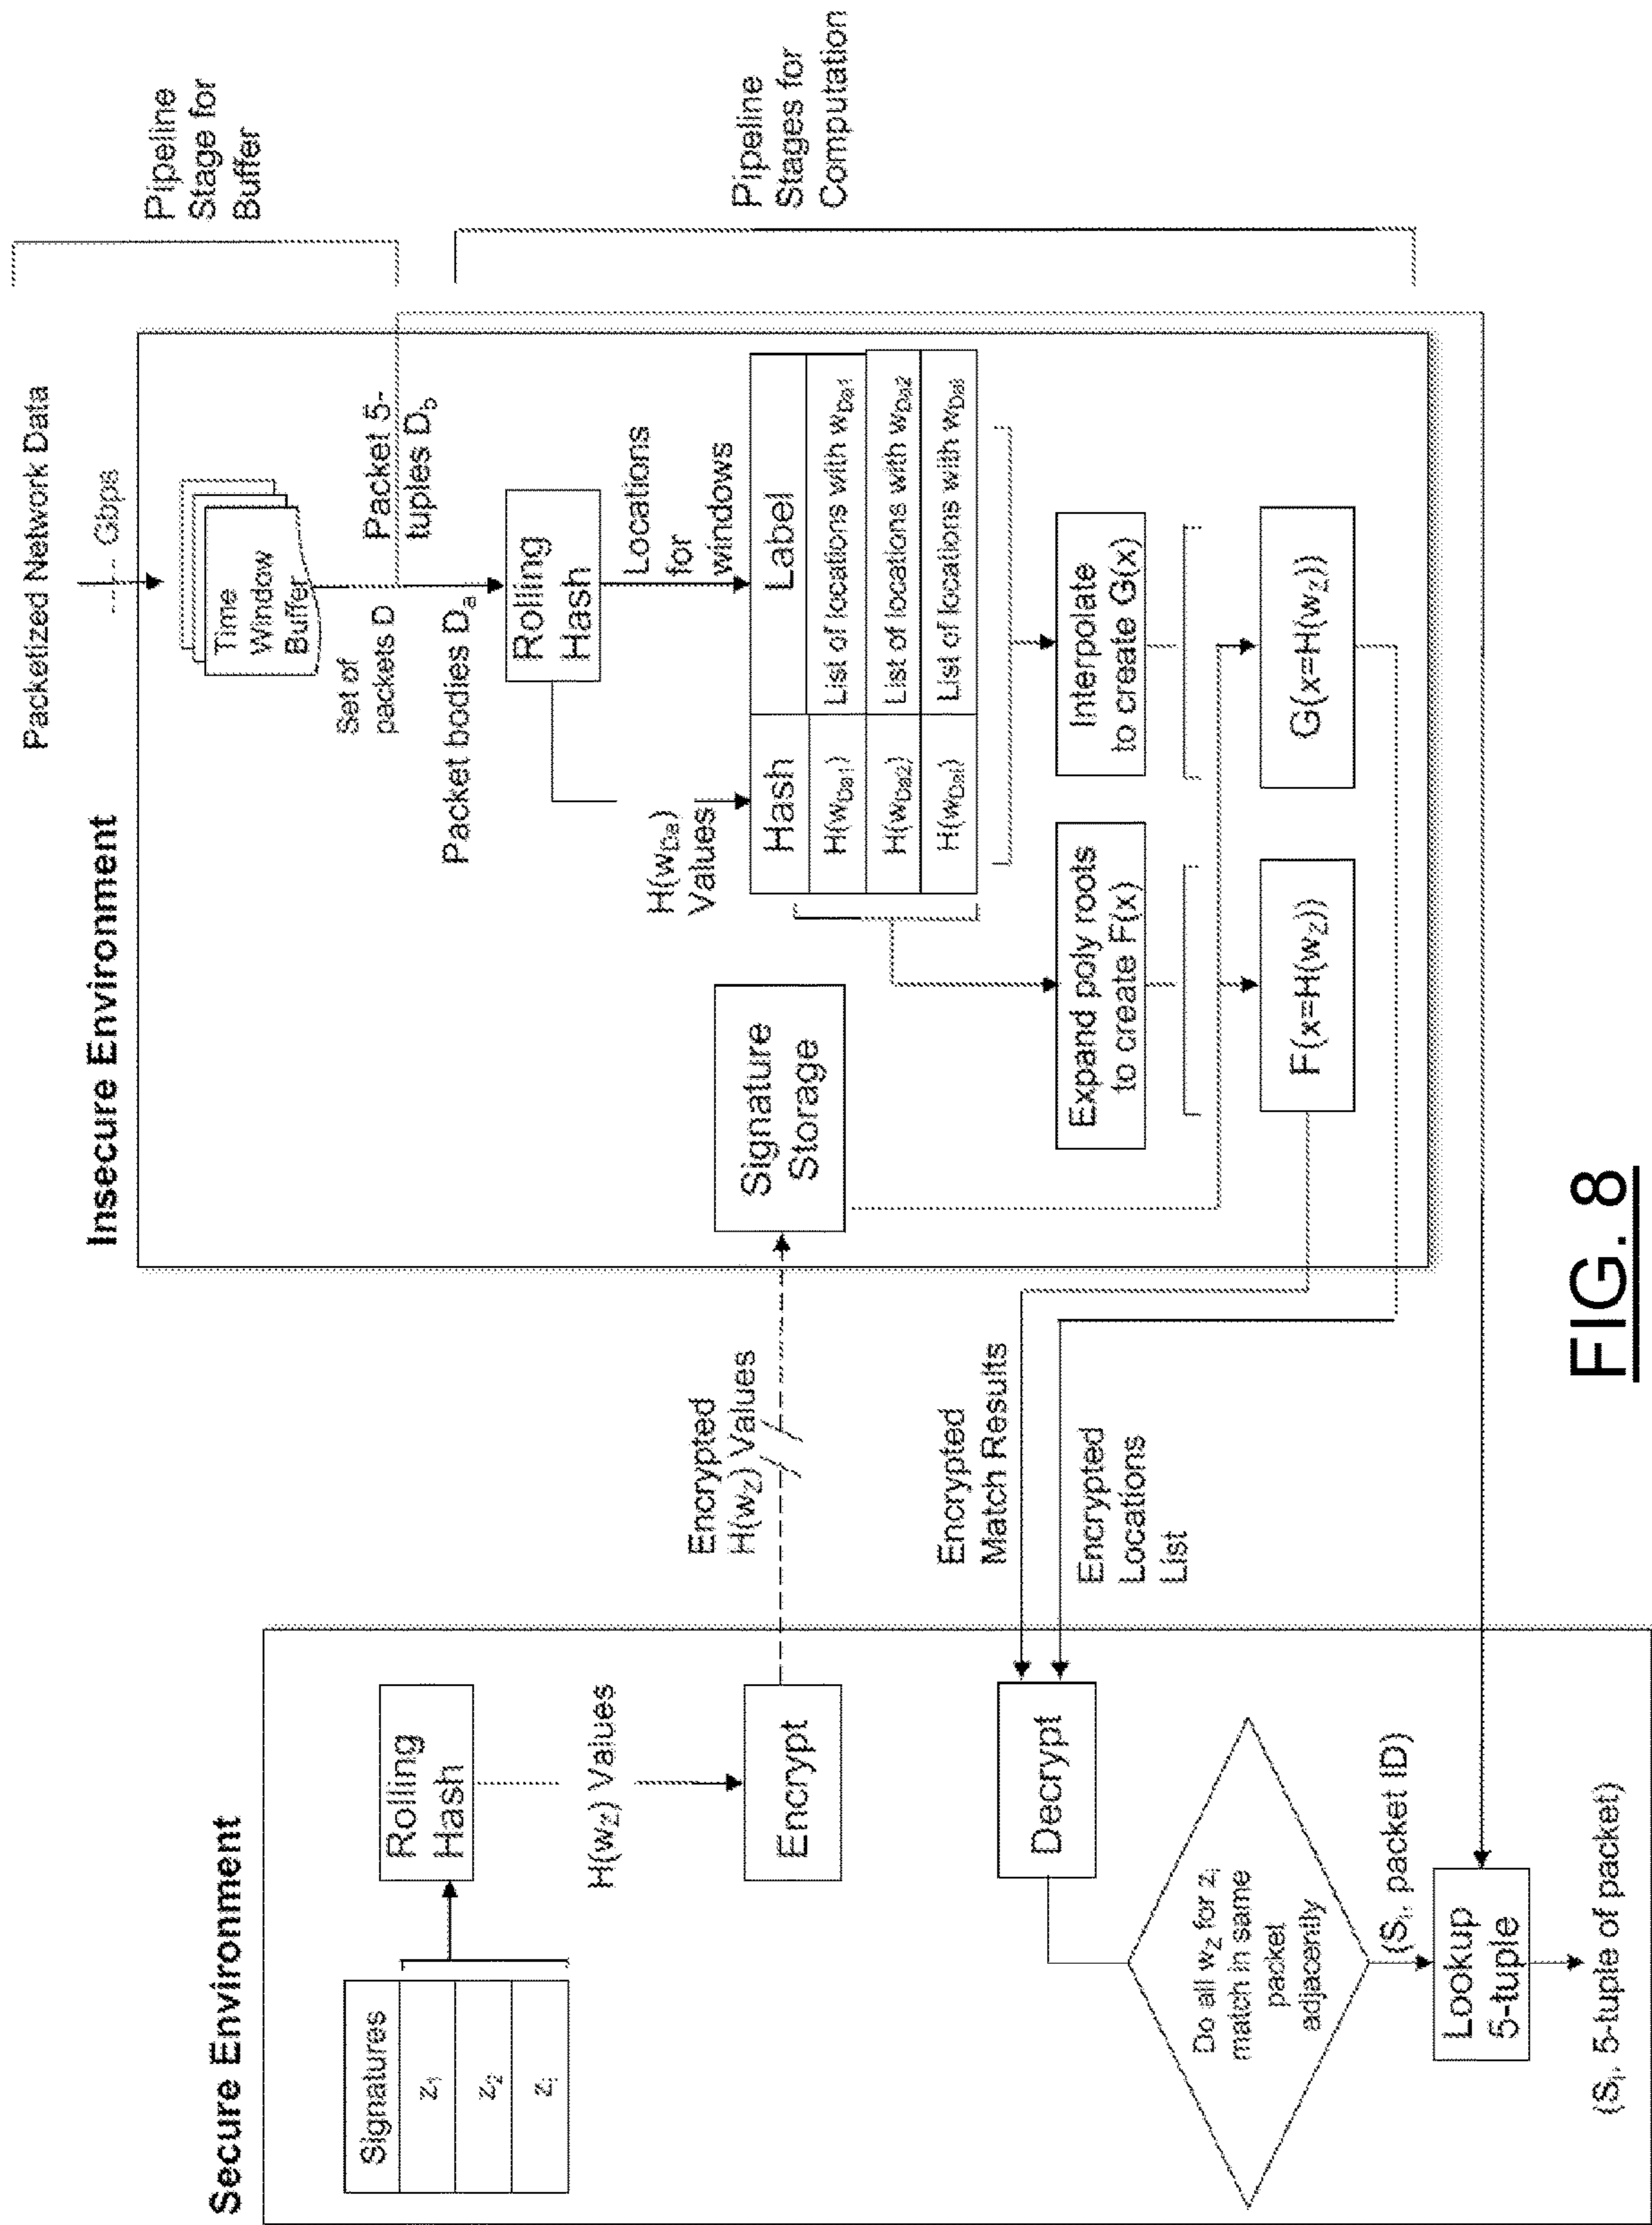 Secure Environment
Signatures
z1
z2
zi
Rolling
Hash
H(wZ) Values
Encrypt
Decrypt
Do all wZ for zi
match in same
packet
adjacently
(Si, packet ID)
Lookup
5-tuple
(Si, 5-tuple of packet)
Encrypted
H(wZ) Values
Encrypted
Match Results
Encrypted
Locations
List
Insecure Environment
Packetized Network Data
Gbps
Time
Window
Buffer
Set of
packets D
Packet 5-
tuples Db
Packet bodies Da
Rolling
Hash
H(wDa)
Values
Locations
for
windows
Signature
Storage
Hash
Label
H(wDa1)
List of locations with wDa1
H(wDa2)
List of locations with wDa2
H(wDai)
List of locations with wDai
Expand poly roots
to create F(x)
Interpolate
to create G(x)
F(x=H(wZ))
G(x=H(wZ))
Pipeline
Stage for
Buffer
Pipeline
Stages for
Computation
FIG. 8